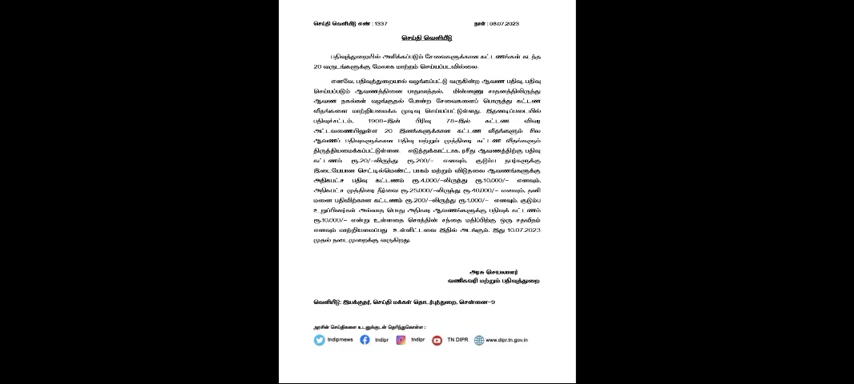 செய்தி வெளியீடு எண் : 1337 நாள் : 08.07.2023
செய்தி வெளியீடு
பதிவுத்துறையில் அளிக்கப்படும் சேவைகளுக்கான கட்டணங்கள் கடந்த
20 வருடங்களுக்கு மேலாக மாற்றம் செய்யப்படவில்லை.
எனவே, பதிவுத்துறையால் வழங்கப்பட்டு வருகின்ற ஆவண பதிவு, பதிவு
செய்யப்படும் ஆவணத்தினை பாதுகாத்தல், மின்னணு சாதனத்திலிருந்து
ஆவண நகல்கள் வழங்குதல் போன்ற சேவைகளைப் பொருத்து கட்டண
வீதங்களை மாற்றியமைக்க முடிவு செய்யப்பட்டுள்ளது. இதனடிப்படையில்
பதிவுச்சட்டம், 1908-இன் பிரிவு 78-இல் கட்டண விவர
அட்டவணையிலுள்ள 20 இனங்களுக்கான கட்டண வீதங்களும் சில
ஆவணப் பதிவுகளுக்கான பதிவு மற்றும் முத்திரை கட்டண வீதங்களும்
திருத்தியமைக்கப்பட்டுள்ளன. எடுத்துக்காட்டாக, ரசீது ஆவணத்திற்கு பதிவு
கட்டணம் ரூ.20/-லிருந்து ரூ.200/- எனவும், குடும்ப நபர்களுக்கு
இடையேயான செட்டில்மெண்ட், பாகம் மற்றும் விடுதலை ஆவணங்களுக்கு
அதிகபட்ச பதிவு கட்டணம் ரூ.4,000/-லிருந்து ரூ.10,000/- எனவும்,
அதிகபட்ச முத்திரைத் தீர்வை ரூ.25,000/-லிருந்து ரூ.40,000/- எனவும், தனி
மனை பதிவிற்கான கட்டணம் ரூ.200/-லிருந்து ரூ.1,000/- எனவும், குடும்ப
உறுப்பினர்கள் அல்லாத பொது அதிகார ஆவணங்களுக்கு பதிவுக் கட்டணம்
ரூ.10,000/- என்று உள்ளதை சொத்தின் சந்தை மதிப்பிற்கு ஒரு சதவீதம்
எனவும் மாற்றியமைப்பது உள்ளிட்டவை இதில் அடங்கும். இது 10.07.2023
முதல் நடைமுறைக்கு வருகிறது.
அரசு செயலாளர்
வணிகவரி மற்றும் பதிவுத்துறை
வெளியீடு: இயக்குநர், செய்தி மக்கள் தொடர்புத்துறை, சென்னை-9
அரசின் செய்திகளை உடனுக்குடன் தெரிந்துகொள்ள :
tndiprnews tndipr tndipr TN DIPR www.dipr.tn.gov.in